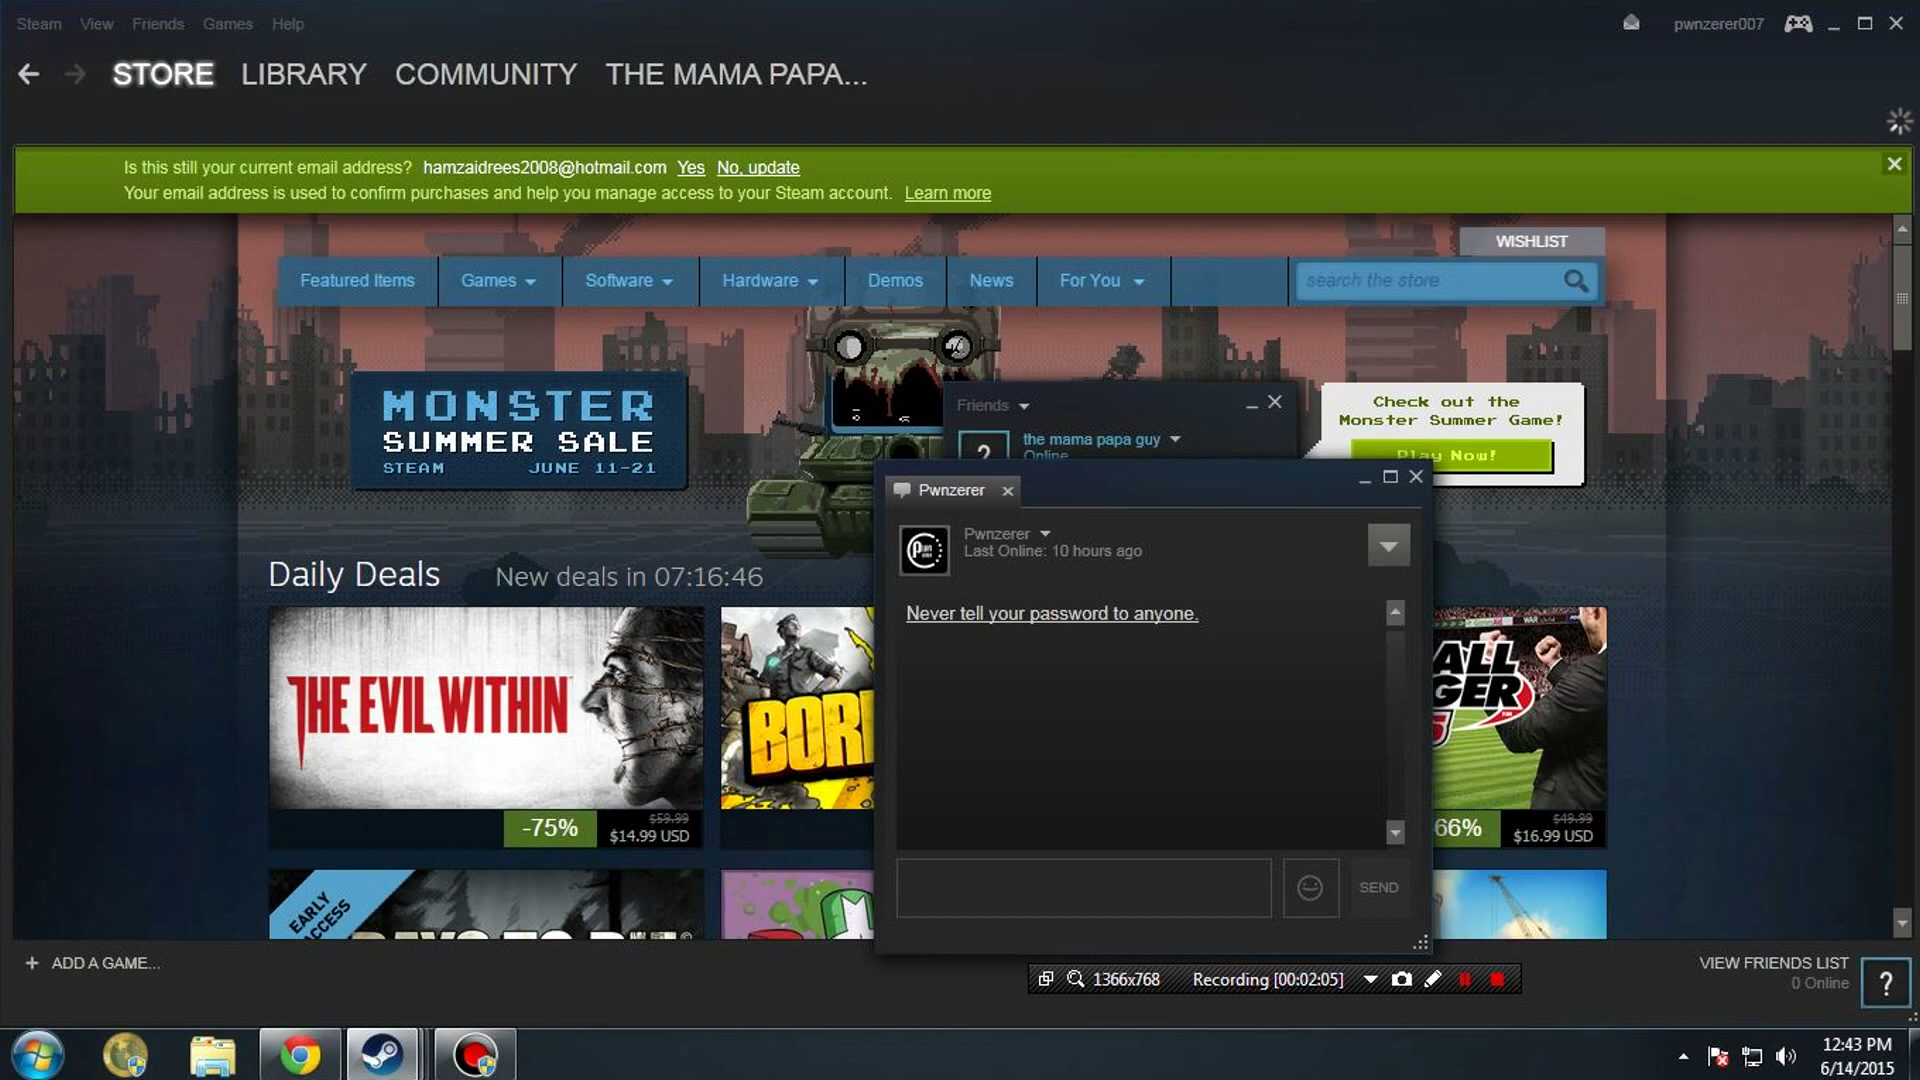 Steam View Friends Games Help
pwnzerer007
STORE LIBRARY COMMUNITY THE MAMA PAPA...
Is this still your current email address? hamzaidrees2008@hotmail.com Yes No, update
Your email address is used to confirm purchases and help you manage access to your Steam account. Learn more
WISHLIST
Featured Items Games Software Hardware Demos News For You search the store
MONSTER
SUMMER SALE
STEAM JUNE 11-21
Check out the
Monster Summer Game!
Play Now!
Friends
the mama papa guy
Online
?
Pwnzerer
Pwnzerer
Last Online: 10 hours ago
Never tell your password to anyone.
SEND
Daily Deals New deals in 07:16:46
THE EVIL WITHIN
BOR
ALL
GER
-75% $59.99
$14.99 USD
66% $49.99
$16.99 USD
EARLY
ACCESS
+ ADD A GAME...
VIEW FRIENDS LIST
0 Online
?
1366x768 Recording [00:02:05]
12:43 PM
6/14/2015